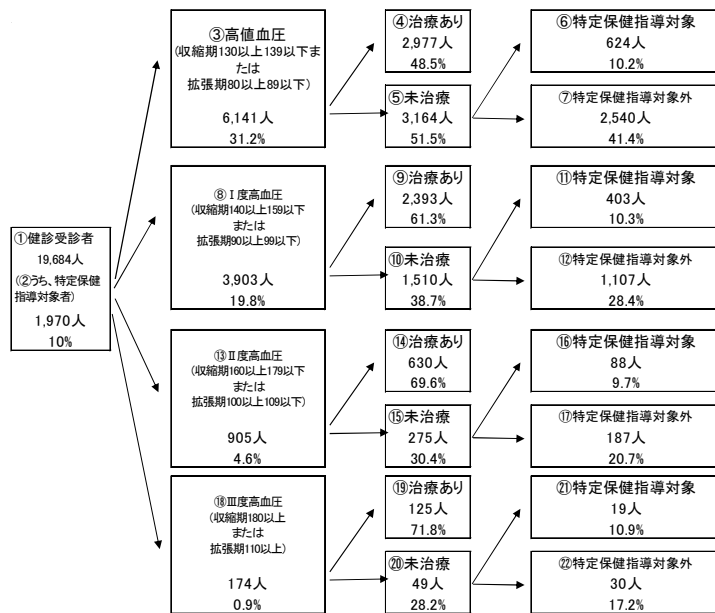 ①健診受診者
19,684人
(②うち、特定保健
指導対象者)
1,970人
10%
③高値血圧
(収縮期130以上139以下ま
たは
拡張期80以上89以下)
6,141人
31.2%
④治療あり
2,977人
48.5%
⑤未治療
3,164人
51.5%
⑥特定保健指導対象
624人
10.2%
⑦特定保健指導対象外
2,540人
41.4%
⑧Ⅰ度高血圧
(収縮期140以上159以下
または
拡張期90以上99以下)
3,903人
19.8%
⑨治療あり
2,393人
61.3%
⑩未治療
1,510人
38.7%
⑪特定保健指導対象
403人
10.3%
⑫特定保健指導対象外
1,107人
28.4%
⑬Ⅱ度高血圧
(収縮期160以上179以下
または
拡張期100以上109以下)
905人
4.6%
⑭治療あり
630人
69.6%
⑮未治療
275人
30.4%
⑯特定保健指導対象
88人
9.7%
⑰特定保健指導対象外
187人
20.7%
⑱Ⅲ度高血圧
(収縮期180以上
または
拡張期110以上)
174人
0.9%
⑲治療あり
125人
71.8%
⑳未治療
49人
28.2%
㉑特定保健指導対象
19人
10.9%
㉒特定保健指導対象外
30人
17.2%